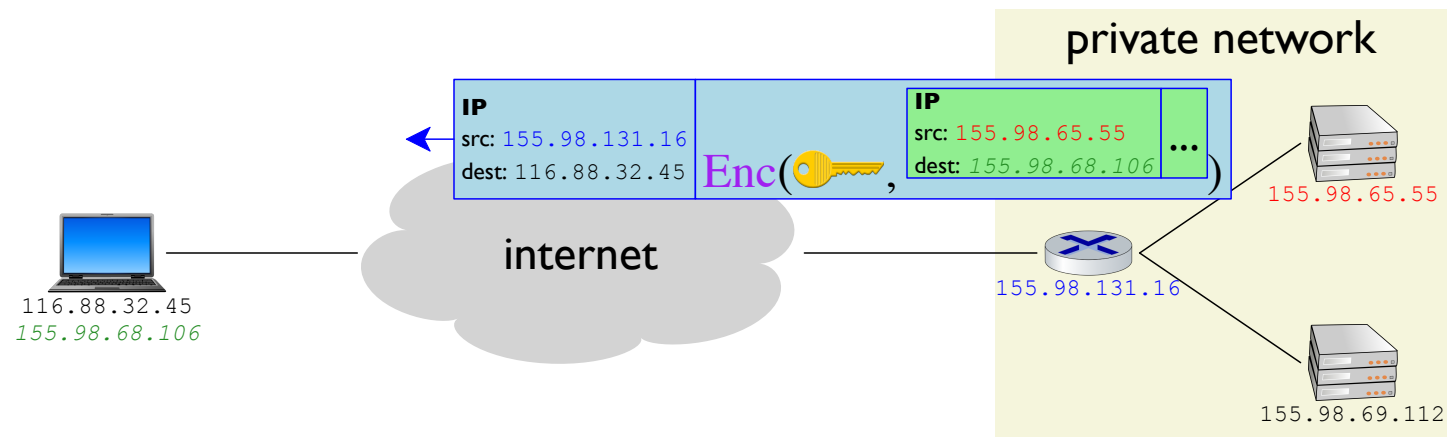 private network
IP
src: 155.98.131.16
dest: 116.88.32.45
Enc( , )
IP
src: 155.98.65.55
dest: 155.98.68.106
...
155.98.65.55
internet
155.98.131.16
116.88.32.45
155.98.68.106
155.98.69.112